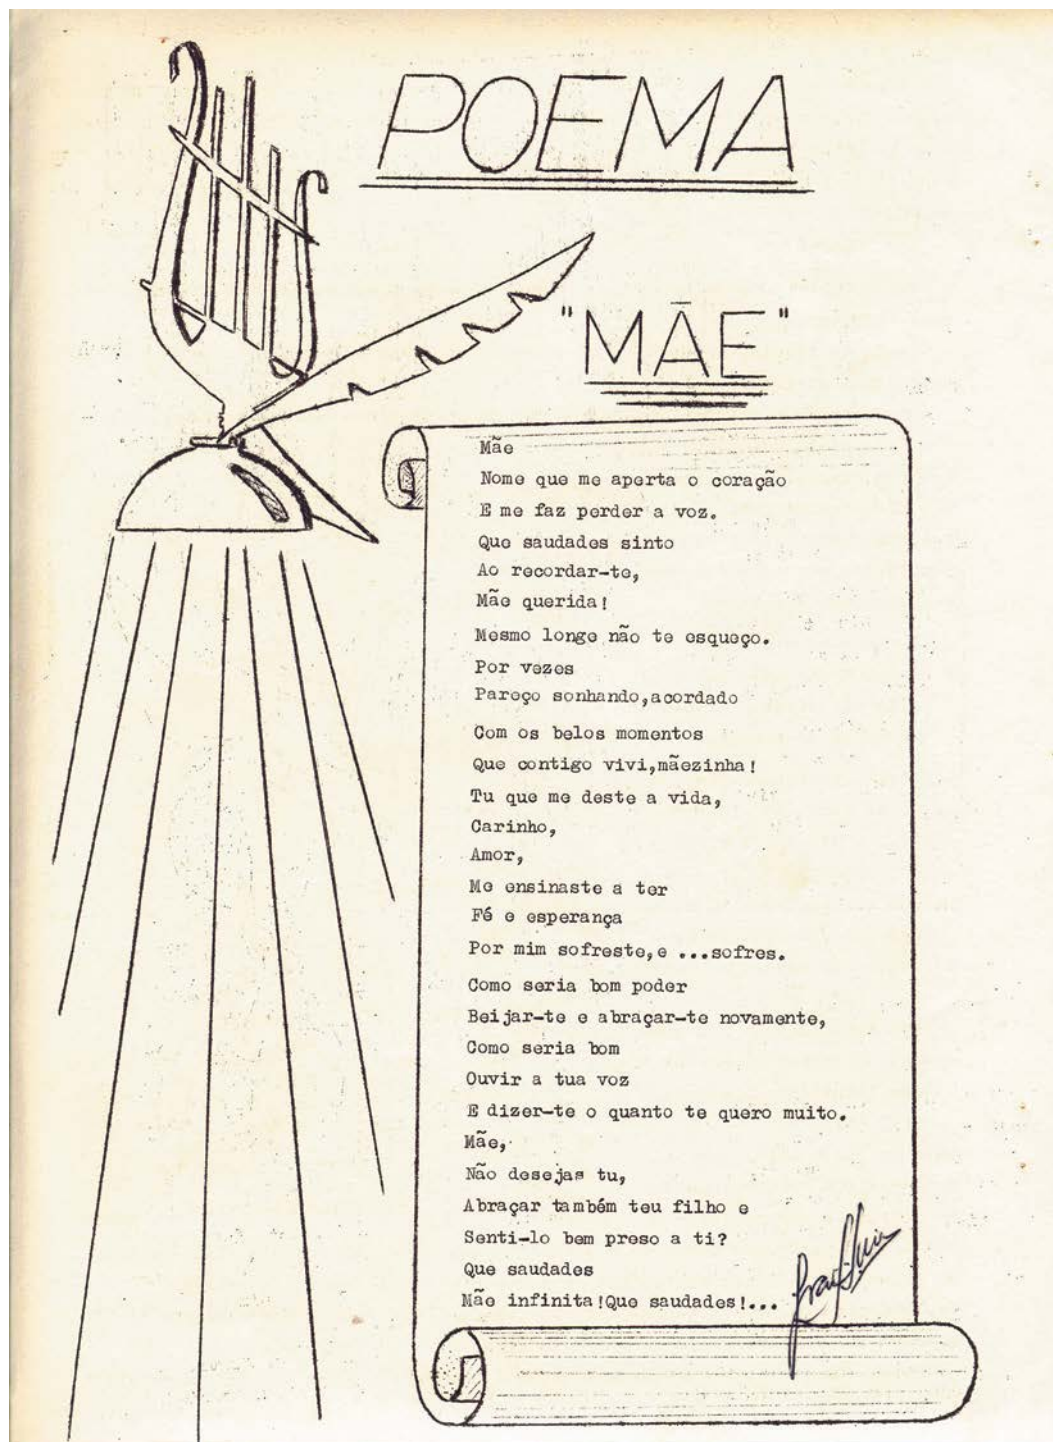 POEMA
"MÃE"
Mãe
Nome que me aperta o coração
E me faz perder a voz.
Que saudades sinto
Ao recordar-te,
Mãe querida!
Mesmo longe não te esqueço.
Por vezes
Pareço sonhando,acordado
Com os belos momentos
Que contigo vivi,mãezinha!
Tu que me deste a vida,
Carinho,
Amor,
Me ensinaste a ter
Fé e esperança
Por mim sofreste,e ...sofres.
Como seria bom poder
Beijar-te e abraçar-te novamente,
Como seria bom
Ouvir a tua voz
E dizer-te o quanto te quero muito.
Mãe,
Não desejas tu,
Abraçar também teu filho e
Senti-lo bem preso a ti?
Que saudades
Mãe infinita!Que saudades!...